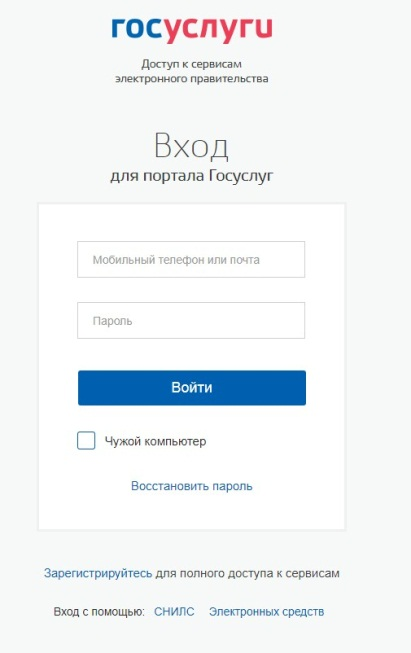 госуслуги
Доступ к сервисам
электронного правительства
Вход
для портала Госуслуг
Мобильный телефон или почта
Пароль
Войти
Чужой компьютер
Восстановить пароль
Зарегистрируйтесь для полного доступа к сервисам
Вход с помощью: СНИЛС Электронных средств